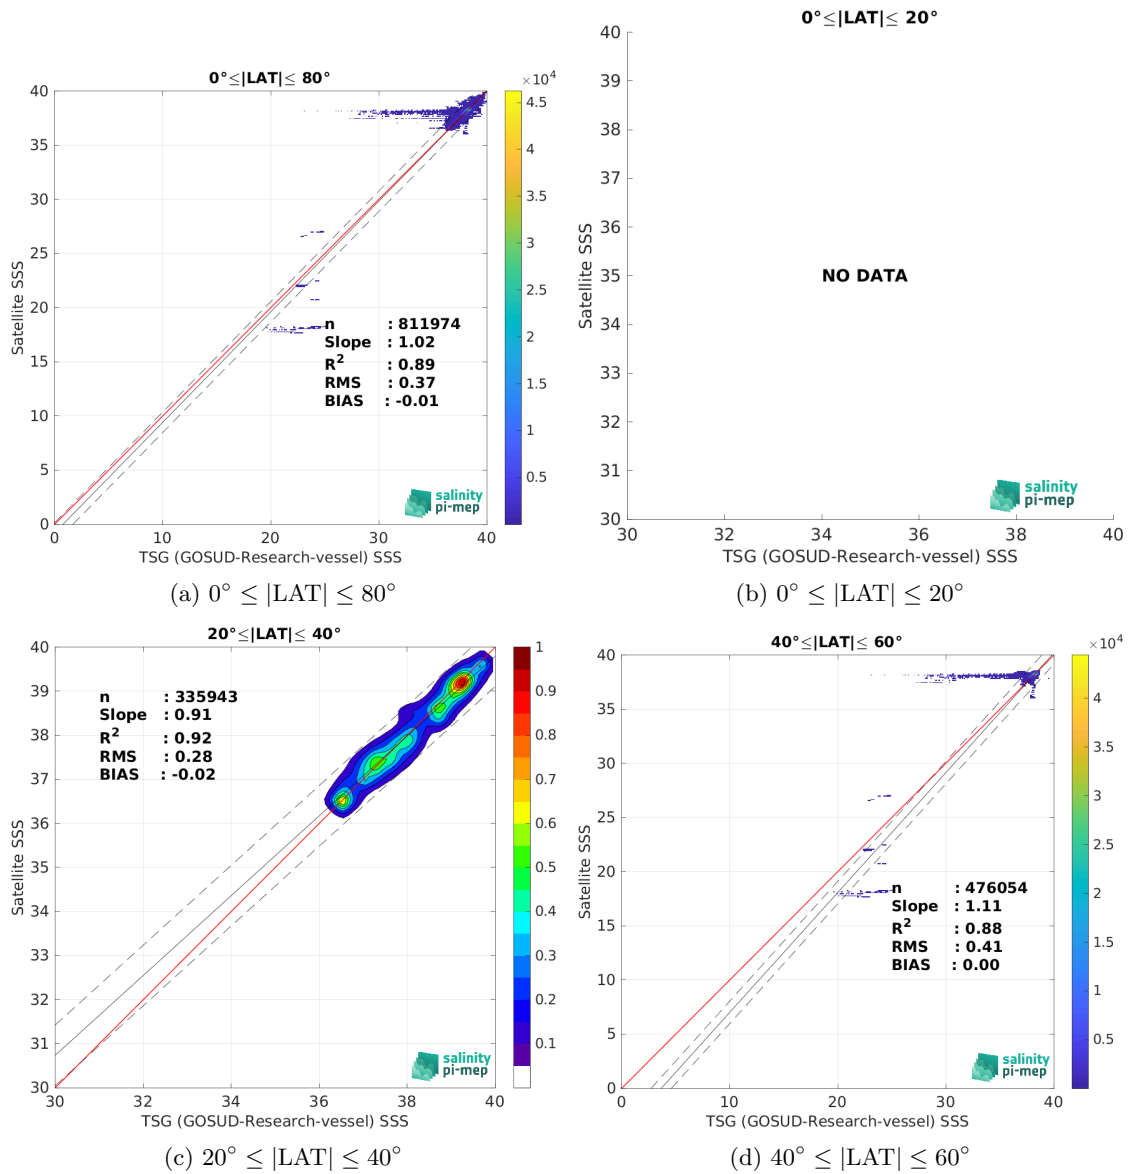 0°≤|LAT|≤ 80°
×10⁴
40
35
30
25
20
15
10
5
0
0
10
20
30
40
4.5
4
3.5
3
2.5
2
1.5
1
0.5
Satellite SSS
TSG (GOSUD-Research-vessel) SSS
n : 811974
Slope : 1.02
R² : 0.89
RMS : 0.37
BIAS : -0.01
salinity
pi-mep
(a) 0° ≤ |LAT| ≤ 80°
0°≤|LAT|≤ 20°
40
39
38
37
36
35
34
33
32
31
30
30
32
34
36
38
40
Satellite SSS
TSG (GOSUD-Research-vessel) SSS
NO DATA
salinity
pi-mep
(b) 0° ≤ |LAT| ≤ 20°
20°≤|LAT|≤ 40°
40
39
38
37
36
35
34
33
32
31
30
30
32
34
36
38
40
1
0.9
0.8
0.7
0.6
0.5
0.4
0.3
0.2
0.1
Satellite SSS
TSG (GOSUD-Research-vessel) SSS
n : 335943
Slope : 0.91
R² : 0.92
RMS : 0.28
BIAS : -0.02
salinity
pi-mep
(c) 20° ≤ |LAT| ≤ 40°
40°≤|LAT|≤ 60°
×10⁴
40
35
30
25
20
15
10
5
0
0
10
20
30
40
4
3.5
3
2.5
2
1.5
1
0.5
Satellite SSS
TSG (GOSUD-Research-vessel) SSS
n : 476054
Slope : 1.11
R² : 0.88
RMS : 0.41
BIAS : 0.00
salinity
pi-mep
(d) 40° ≤ |LAT| ≤ 60°